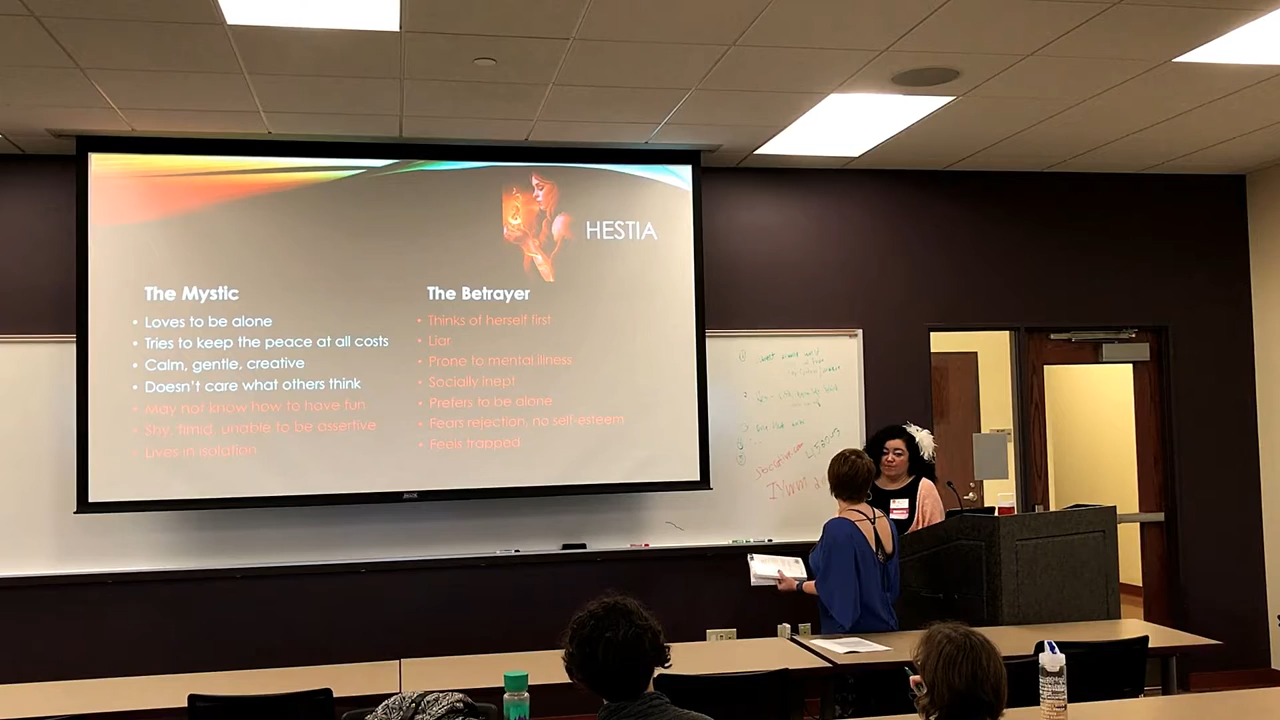 HESTIA
The Mystic
• Loves to be alone
• Tries to keep the peace at all costs
• Calm, gentle, creative
• Doesn't care what others think
• May not know how to have fun
• Shy, timid, unable to be assertive
• Lives in isolation
The Betrayer
• Thinks of herself first
• Liar
• Prone to mental illness
• Socially inept
• Prefers to be alone
• Fears rejection, no self-esteem
• Feels trapped